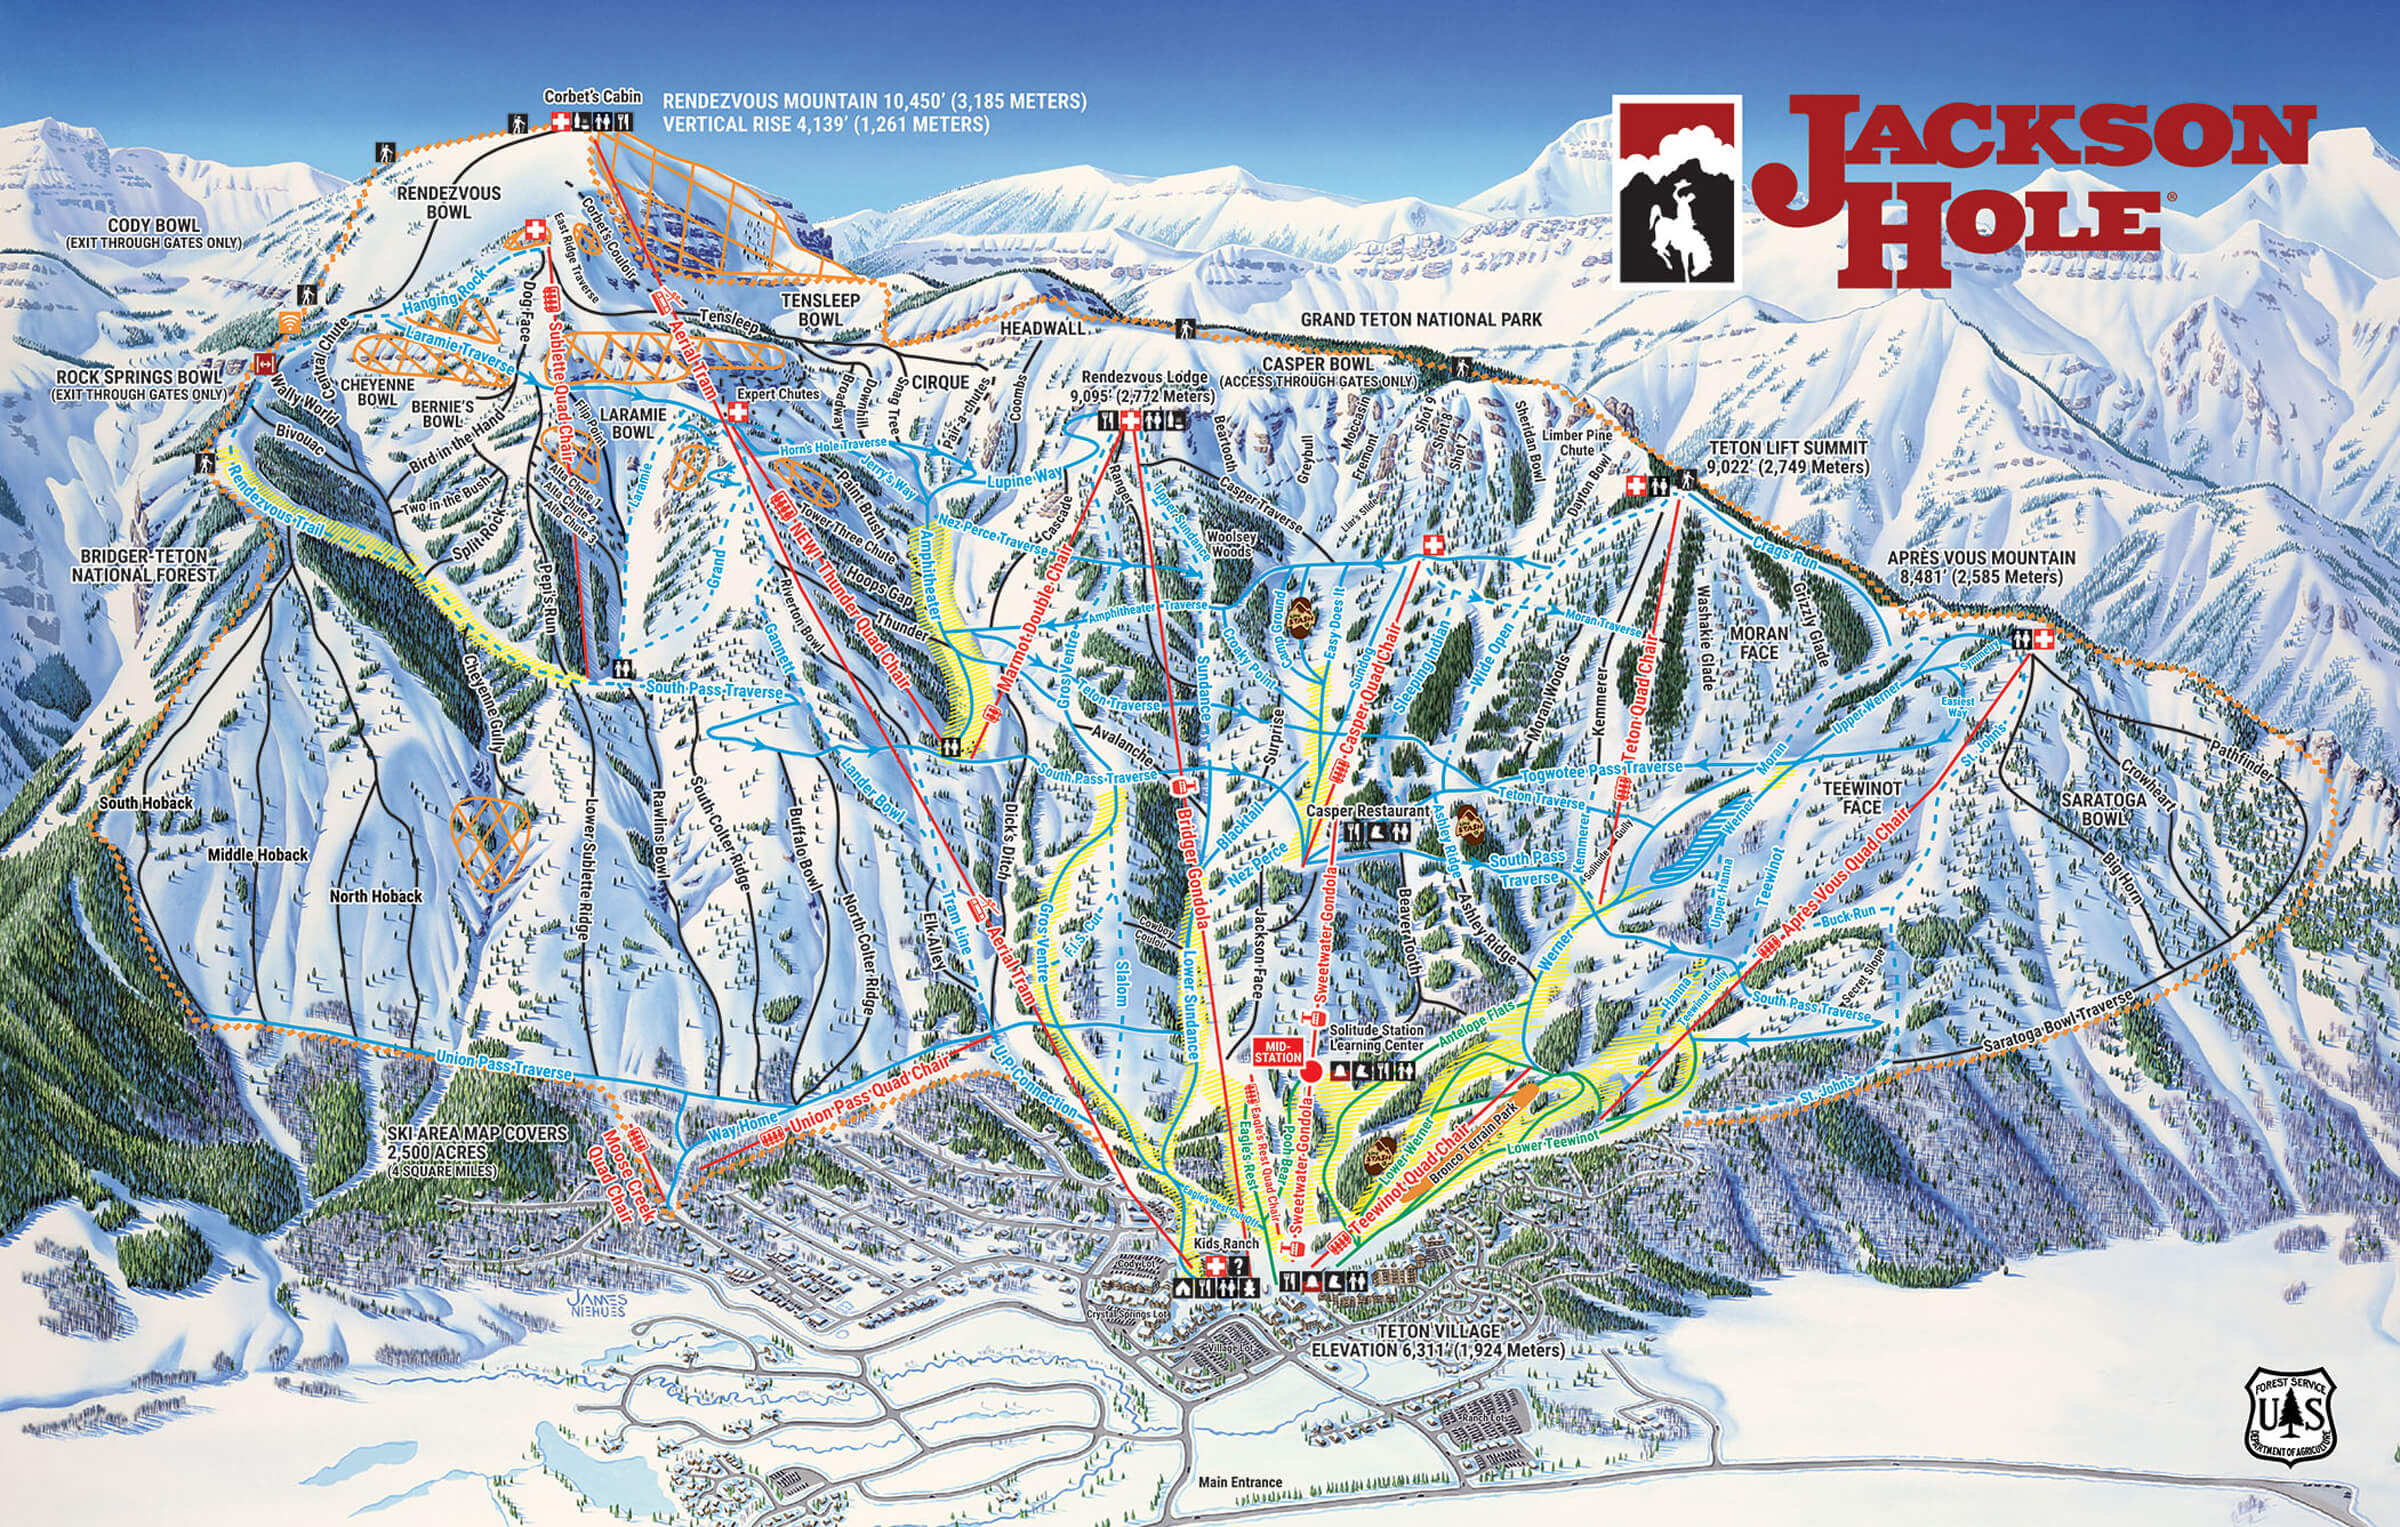 JACKSON
HOLE®
Corbet's Cabin
RENDEZVOUS MOUNTAIN 10,450' (3,185 METERS)
VERTICAL RISE 4,139' (1,261 METERS)
RENDEZVOUS
BOWL
CODY BOWL
(EXIT THROUGH GATES ONLY)
East Ridge Traverse
Corbet's Couloir
Hanging Rock
Dog Face
TENSLEEP
BOWL
Tensleep
HEADWALL
GRAND TETON NATIONAL PARK
Laramie Traverse
Sublette Quad Chair
Aerial Tram
Central Chute
ROCK SPRINGS BOWL
(EXIT THROUGH GATES ONLY)
Wally World
CHEYENNE
BOWL
BERNIE'S
BOWL
Bird-in-the-Hand
Flip Point
LARAMIE
BOWL
Expert Chutes
Broadway
Downhill
Snag Tree
CIRQUE
Pair-a-chutes
Coombs
Rendezvous Lodge
9,095' (2,772 Meters)
CASPER BOWL
(ACCESS THROUGH GATES ONLY)
Beartooth
Greybull
Moccasin
Fremont
Shot 9
Shot 8
Shot 7
Sheridan Bowl
Limber Pine
Chute
Dayton Bowl
TETON LIFT SUMMIT
9,022' (2,749 Meters)
Bivouac
Rendezvous Trail
Two in the Bush
Split Rock
Alta Chute 1
Alta Chute 2
Alta Chute 3
Laramie
Horn's Hole Traverse
Jerry's Way
Lupine Way
Paint Brush
Tower Three Chute
NEW! Thunder Quad Chair
Cascade
Ranger
Upper Sundance
Casper Traverse
Liar's Slide
Woolsey
Woods
Nez Perce Traverse
Amphitheater
Hoops Gap
Thunder
Marmot Double Chair
Crags Run
BRIDGER-TETON
NATIONAL FOREST
Pepi's Run
Grand
Gannett
Riverton Bowl
Amphitheater Traverse
Gros Ventre
Sundance
Creaky Point
Camp Ground
Easy Does It
Sundog
Casper Quad Chair
Sleeping Indian
Wide Open
Moran Traverse
Moran Woods
Kemmerer
Teton Quad Chair
Washakie Glade
MORAN
FACE
Grizzly Glade
APRÈS VOUS MOUNTAIN
8,481' (2,585 Meters)
Symmetry
Easiest
Way
Upper Werner
St. John's
Cheyenne Gully
South Pass Traverse
Teton Traverse
Surprise
Avalanche
South Pass Traverse
Togwotee Pass Traverse
Teton Traverse
Moran
Pathfinder
Crowheart
SARATOGA
BOWL
Big Horn
TEEWINOT
FACE
South Hoback
Middle Hoback
North Hoback
Lower Sublette Ridge
Rawlins Bowl
South Colter Ridge
Buffalo Bowl
North Colter Ridge
Lander Bowl
Elk Alley
Tram Line
Dick's Ditch
Aerial Tram
Bridger Gondola
Blacktail
Nez Perce
Casper Restaurant
Ashley Ridge
South Pass
Traverse
Kemmerer
Solitude Gully
Werner
Upper Hanna
Teewinot
Après Vous Quad Chair
Buck Run
Secret Slope
Gros Ventre
F.I.S. Cut
Slalom
Cowboy
Couloir
Lower Sundance
Jackson Face
Sweetwater Gondola
Beaver Tooth
Ashley Ridge
Werner
Hanna
Teewinot Gully
South Pass Traverse
Saratoga Bowl Traverse
St. John's
Union Pass Traverse
Way Home
Union Pass Quad Chair
U.P. Connection
MID-
STATION
Solitude Station
Learning Center
Antelope Flats
SKI AREA MAP COVERS
2,500 ACRES
(4 SQUARE MILES)
Moose Creek
Quad Chair
Eagle's Rest
Eagle's Rest Quad Chair
Pooh Bear
Sweetwater Gondola
STASH
Lower Werner
Teewinot Quad Chair
Bronco Terrain Park
Lower Teewinot
Eagle's Rest Cut Off
Kids Ranch
?
Cody Lot
Crystal Springs Lot
Village Lot
TETON VILLAGE
ELEVATION 6,311' (1,924 Meters)
Ranch Lots
Main Entrance
JAMES
NIEHUES
FOREST SERVICE
U S
DEPARTMENT OF AGRICULTURE